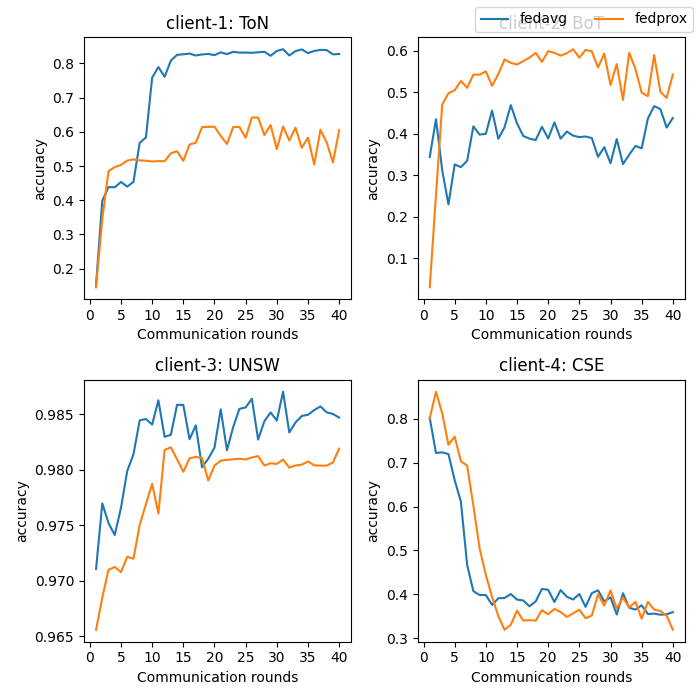 fedavg fedprox
client-1: ToN
client-2: BoT
accuracy
0.8
0.7
0.6
0.5
0.4
0.3
0.2
0 5 10 15 20 25 30 35 40
Communication rounds
accuracy
0.6
0.5
0.4
0.3
0.2
0.1
0 5 10 15 20 25 30 35 40
Communication rounds
client-3: UNSW
accuracy
0.985
0.980
0.975
0.970
0.965
0 5 10 15 20 25 30 35 40
Communication rounds
client-4: CSE
accuracy
0.8
0.7
0.6
0.5
0.4
0.3
0 5 10 15 20 25 30 35 40
Communication rounds